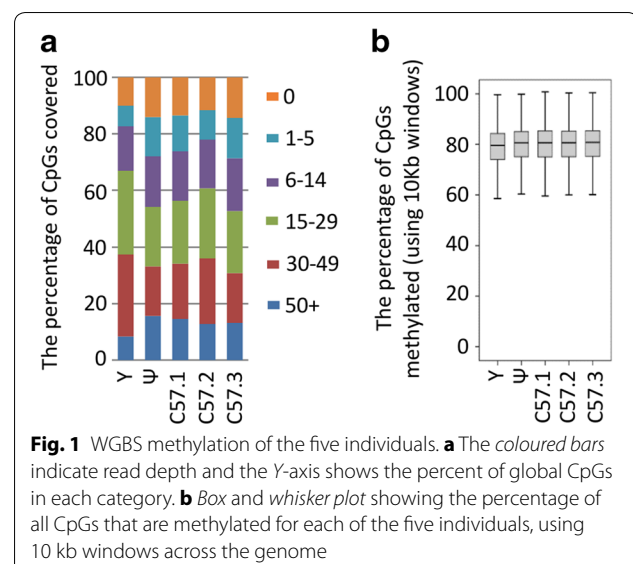 a
The percentage of CpGs covered
100
80
60
40
20
0
Υ
Ψ
C57.1
C57.2
C57.3
0
1-5
6-14
15-29
30-49
50+
b
The percentage of CpGs
methylated (using 10Kb windows)
100
80
60
40
20
0
Υ
Ψ
C57.1
C57.2
C57.3
Fig. 1 WGBS methylation of the five individuals. a The coloured bars
indicate read depth and the Y-axis shows the percent of global CpGs
in each category. b Box and whisker plot showing the percentage of
all CpGs that are methylated for each of the five individuals, using
10 kb windows across the genome